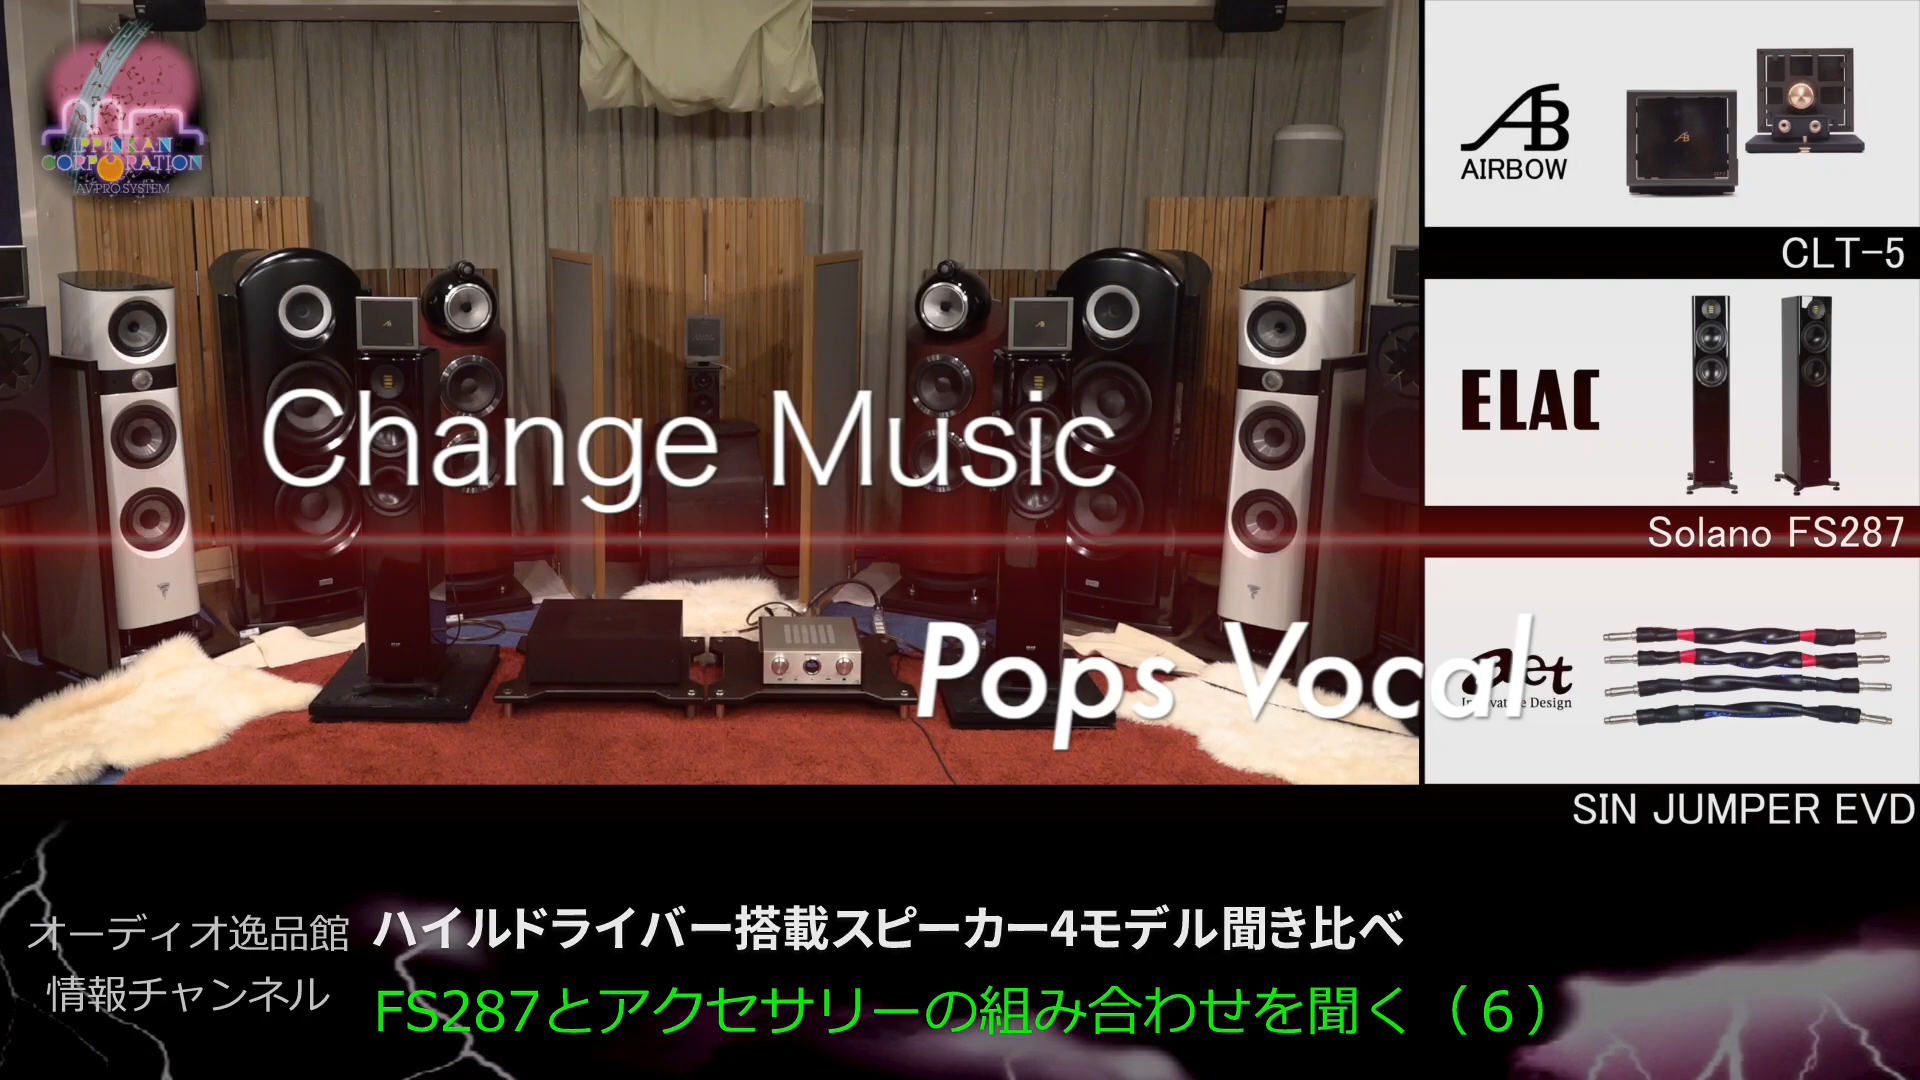 IPPINKAN
CORPORATION
AV PRO SYSTEM
Change Music
Pops Vocal
AB
AIRBOW
CLT-5
ELAC
Solano FS287
aet
Innovative Design
SIN JUMPER EVD
オーディオ逸品館
情報チャンネル
ハイルドライバー搭載スピーカー4モデル聞き比べ
FS287とアクセサリーの組み合わせを聞く（６）